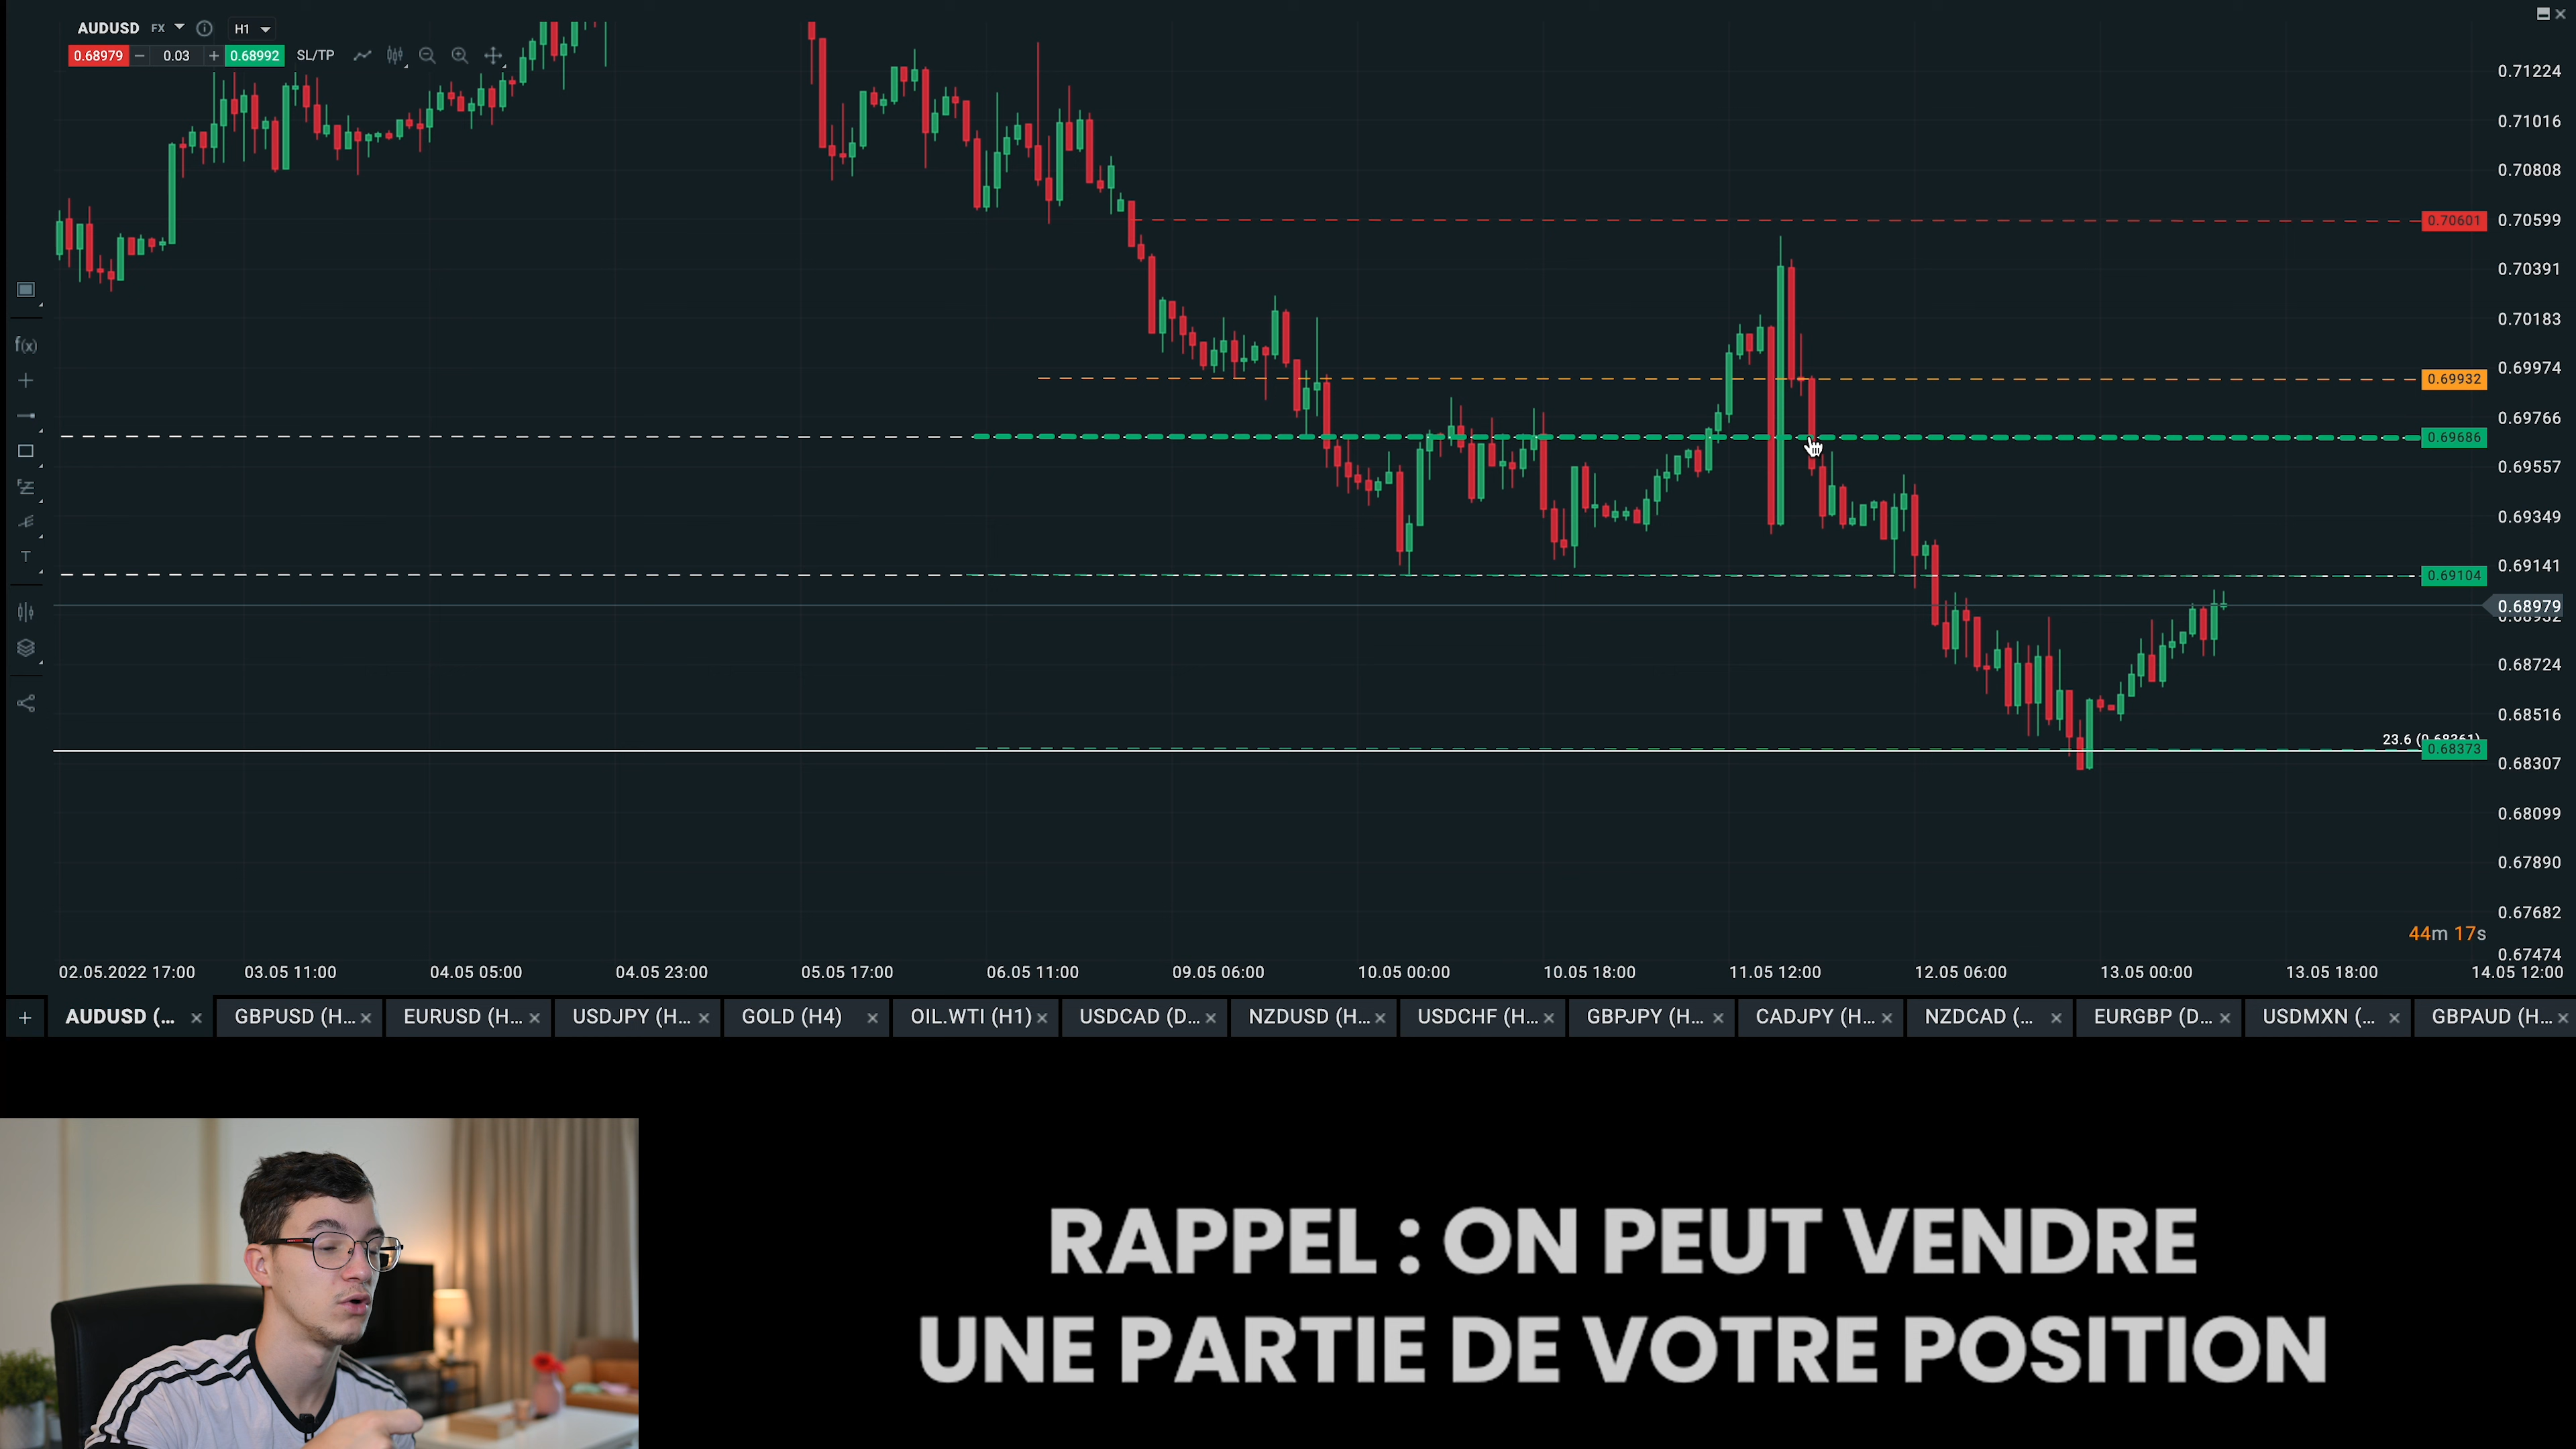 AUDUSD FX H1
0.68979 − 0.03 + 0.68992 SL/TP
0.71224
0.71016
0.70808
0.70601 0.70599
0.70391
0.70183
0.69974
0.69932
0.69766
0.69686
0.69557
0.69349
0.69141
0.69104
0.68979
0.68932
0.68724
0.68516
23.6 (0.68361)
0.68373
0.68307
0.68099
0.67890
0.67682
44m 17s
0.67474
f(x)
T
02.05.2022 17:00 03.05 11:00 04.05 05:00 04.05 23:00 05.05 17:00 06.05 11:00 09.05 06:00 10.05 00:00 10.05 18:00 11.05 12:00 12.05 06:00 13.05 00:00 13.05 18:00 14.05 12:00
+ AUDUSD (... × GBPUSD (H... × EURUSD (H... × USDJPY (H... × GOLD (H4) × OIL.WTI (H1) × USDCAD (D... × NZDUSD (H... × USDCHF (H... × GBPJPY (H... × CADJPY (H... × NZDCAD (... × EURGBP (D... × USDMXN (... × GBPAUD (H... ×
RAPPEL : ON PEUT VENDRE
UNE PARTIE DE VOTRE POSITION